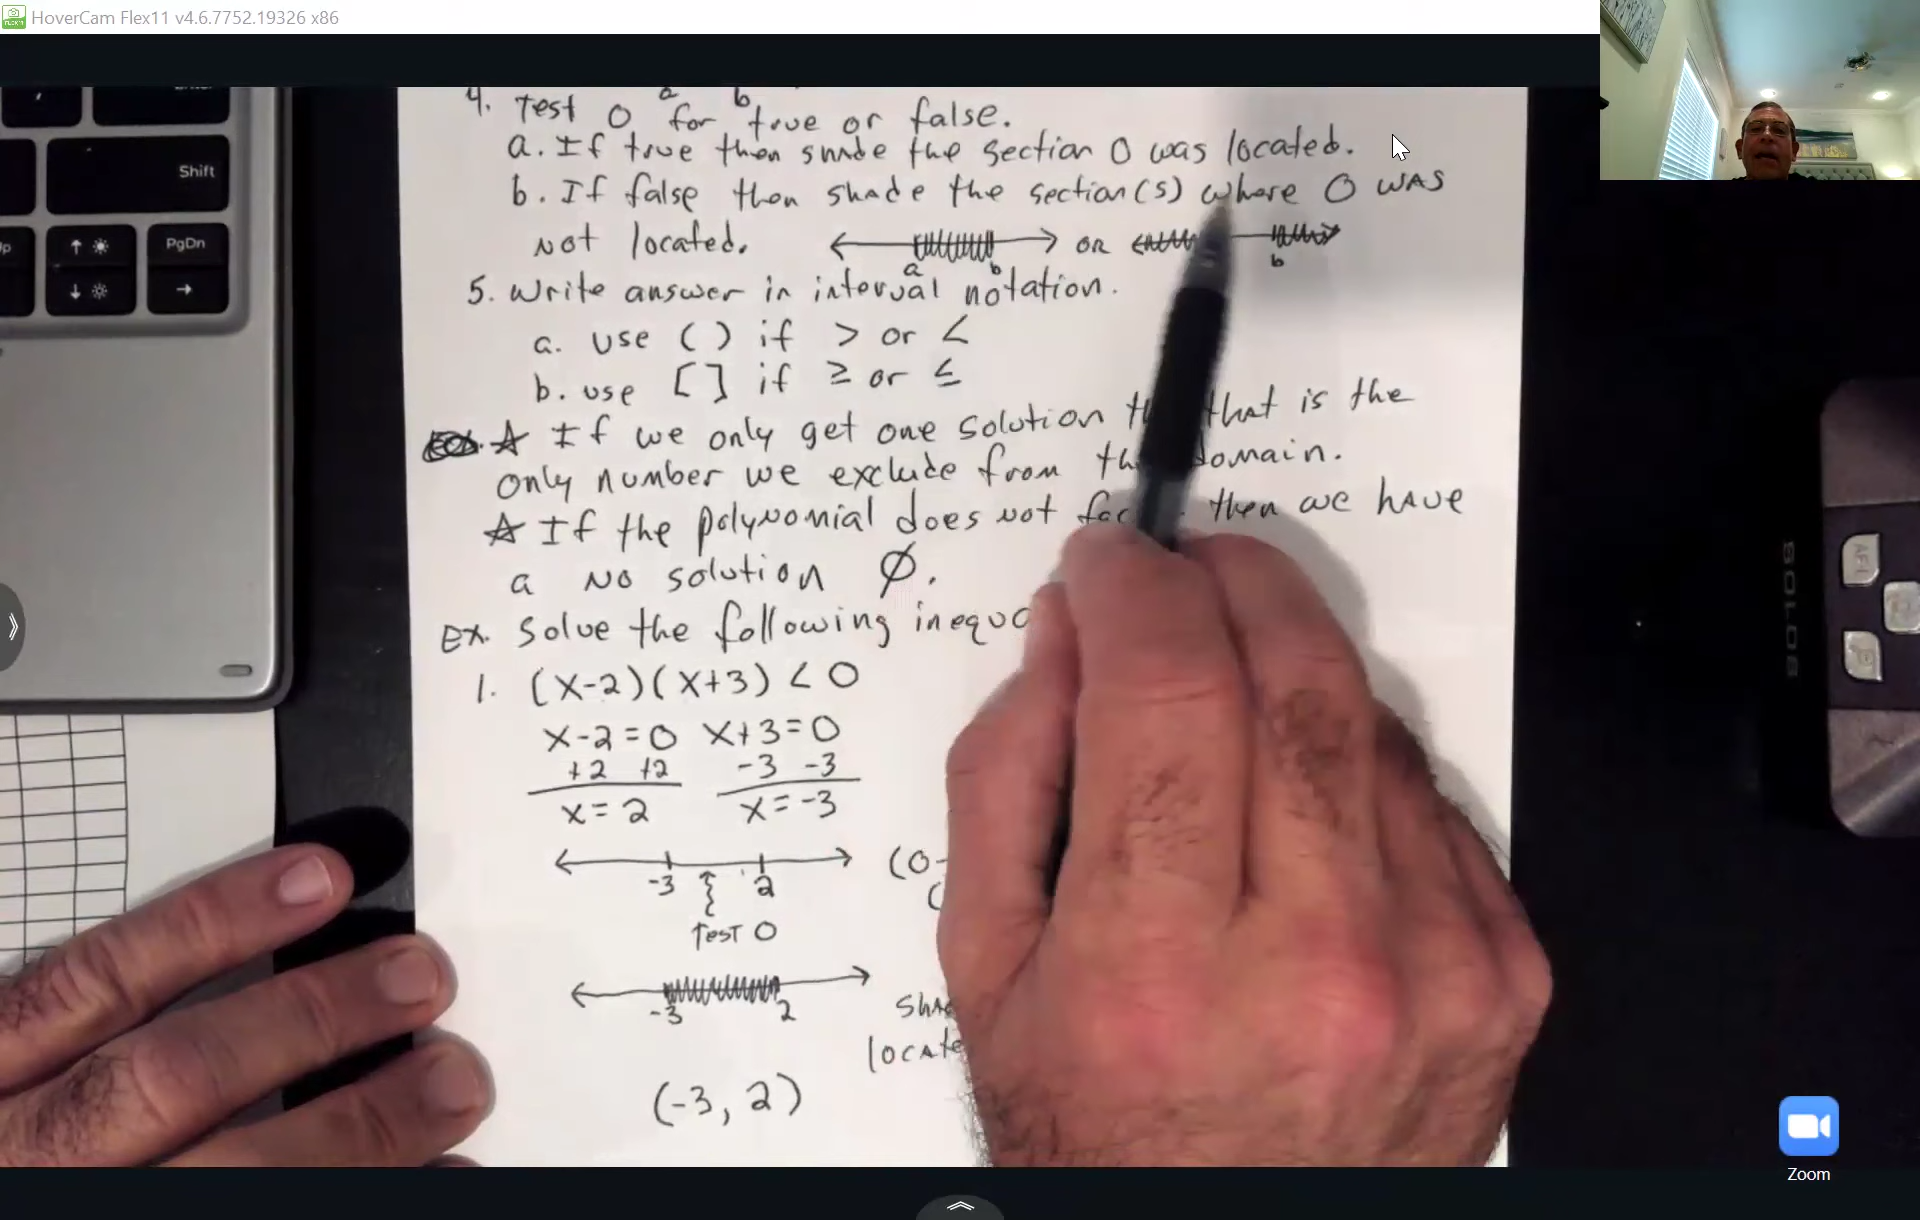 HoverCam Flex11 v4.6.7752.19326 x86
a b
4. Test 0 for true or false.
a. If true then shade the section 0 was located.
b. If false then shade the section(s) where 0 was
not located. or
a b b
5. Write answer in interval notation.
a. use ( ) if > or <
b. use [ ] if ≥ or ≤
☆ If we only get one solution that is the
only number we exclude from domain.
☆ If the polynomial does not then we have
a no solution Ø.
Ex. Solve the following
1. (x-2)(x+3) < 0
x-2=0 x+3=0
+2 +2 -3 -3
x=2 x=-3
-3 2
(0-
(
Test 0
-3 2
(-3, 2)
Shift
PgDn
SOLO8
AF
Zoom